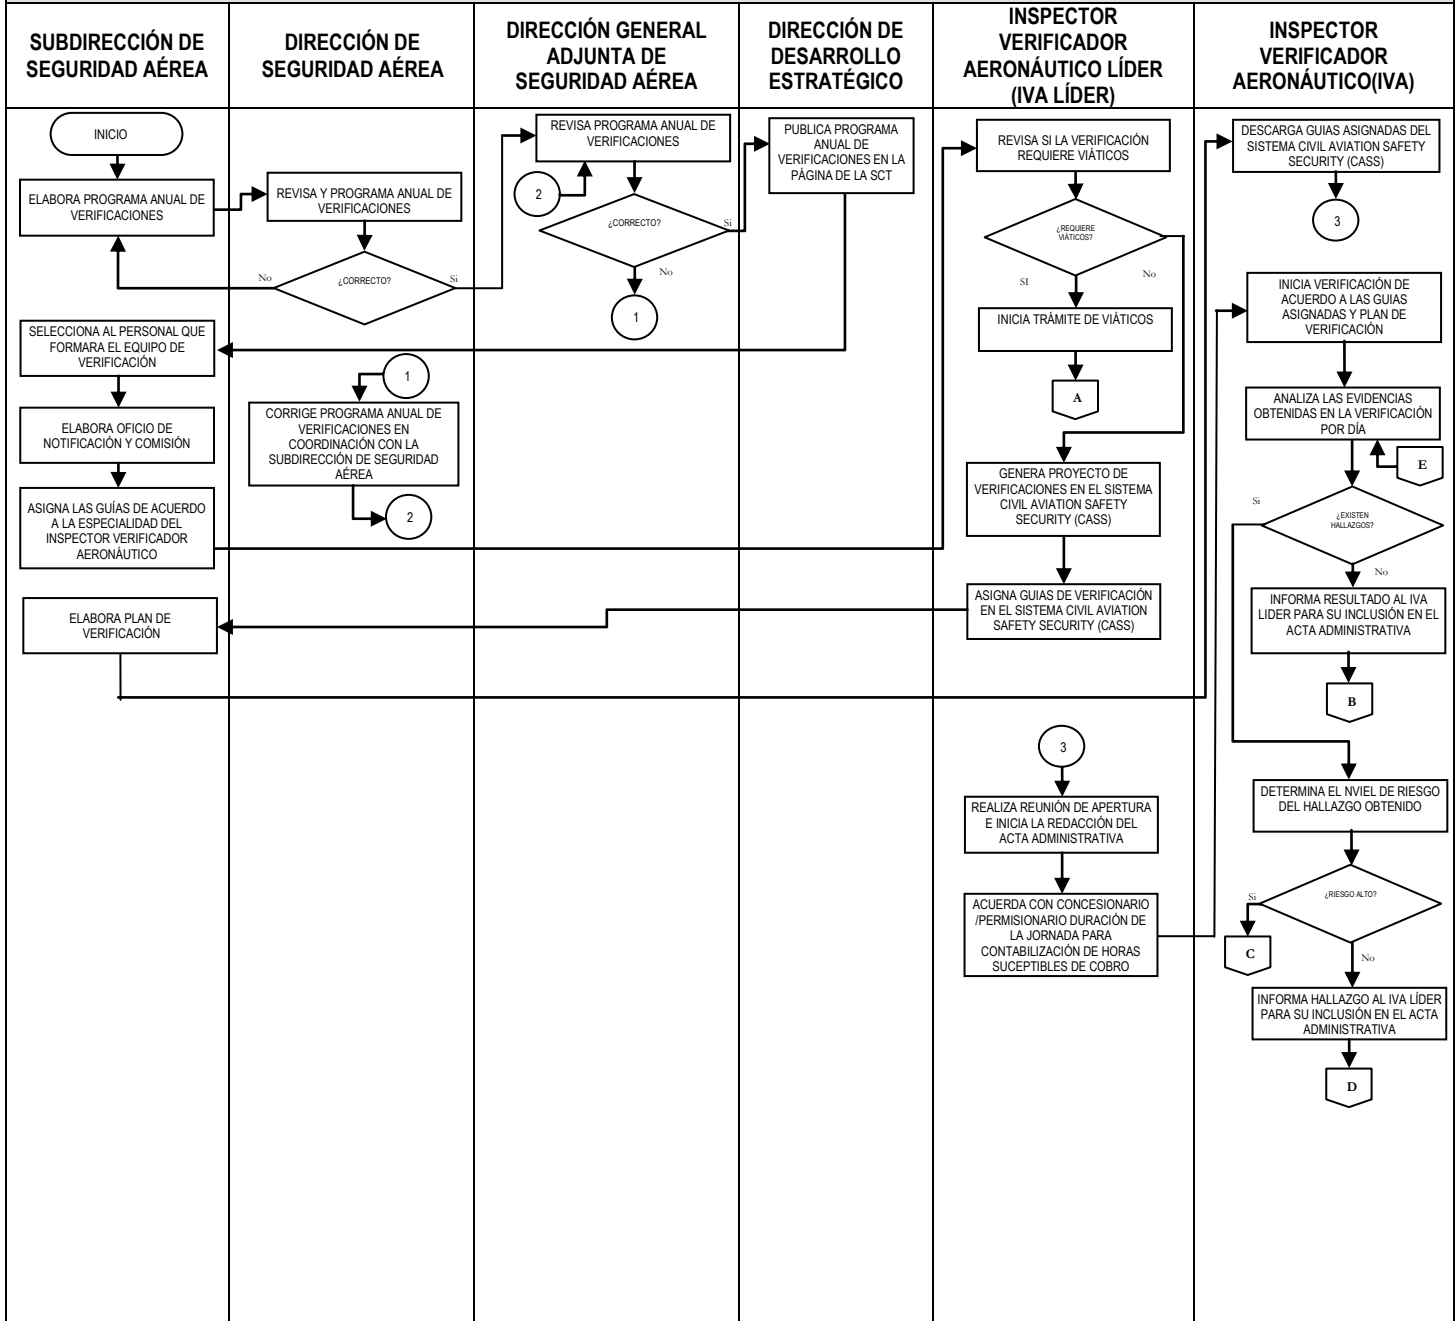 SUBDIRECCIÓN DE
SEGURIDAD AÉREA
DIRECCIÓN DE
SEGURIDAD AÉREA
DIRECCIÓN GENERAL
ADJUNTA DE
SEGURIDAD AÉREA
DIRECCIÓN DE
DESARROLLO
ESTRATÉGICO
INSPECTOR
VERIFICADOR
AERONÁUTICO LÍDER
(IVA LÍDER)
INSPECTOR
VERIFICADOR
AERONÁUTICO(IVA)
INICIO
ELABORA PROGRAMA ANUAL DE
VERIFICACIONES
SELECCIONA AL PERSONAL QUE
FORMARA EL EQUIPO DE
VERIFICACIÓN
ELABORA OFICIO DE
NOTIFICACIÓN Y COMISIÓN
ASIGNA LAS GUÍAS DE ACUERDO
A LA ESPECIALIDAD DEL
INSPECTOR VERIFICADOR
AERONÁUTICO
ELABORA PLAN DE
VERIFICACIÓN
REVISA Y PROGRAMA ANUAL DE
VERIFICACIONES
No
¿CORRECTO?
Si
1
CORRIGE PROGRAMA ANUAL DE
VERIFICACIONES EN
COORDINACIÓN CON LA
SUBDIRECCIÓN DE SEGURIDAD
AÉREA
2
REVISA PROGRAMA ANUAL DE
VERIFICACIONES
2
¿CORRECTO?
Si
No
1
PUBLICA PROGRAMA
ANUAL DE
VERIFICACIONES EN LA
PÁGINA DE LA SCT
REVISA SI LA VERIFICACIÓN
REQUIERE VIÁTICOS
¿REQUIERE
VIÁTICOS?
SI
No
INICIA TRÁMITE DE VIÁTICOS
A
GENERA PROYECTO DE
VERIFICACIONES EN EL SISTEMA
CIVIL AVIATION SAFETY
SECURITY (CASS)
ASIGNA GUIAS DE VERIFICACIÓN
EN EL SISTEMA CIVIL AVIATION
SAFETY SECURITY (CASS)
3
REALIZA REUNIÓN DE APERTURA
E INICIA LA REDACCIÓN DEL
ACTA ADMINISTRATIVA
ACUERDA CON CONCESIONARIO
/PERMISIONARIO DURACIÓN DE
LA JORNADA PARA
CONTABILIZACIÓN DE HORAS
SUCEPTIBLES DE COBRO
DESCARGA GUIAS ASIGNADAS DEL
SISTEMA CIVIL AVIATION SAFETY
SECURITY (CASS)
3
INICIA VERIFICACIÓN DE
ACUERDO A LAS GUIAS
ASIGNADAS Y PLAN DE
VERIFICACIÓN
ANALIZA LAS EVIDENCIAS
OBTENIDAS EN LA VERIFICACIÓN
POR DÍA
E
Si
¿EXISTEN
HALLAZGOS?
No
INFORMA RESULTADO AL IVA
LIDER PARA SU INCLUSIÓN EN EL
ACTA ADMINISTRATIVA
B
DETERMINA EL NVIEL DE RIESGO
DEL HALLAZGO OBTENIDO
Si
¿RIESGO ALTO?
C
No
INFORMA HALLAZGO AL IVA LÍDER
PARA SU INCLUSIÓN EN EL ACTA
ADMINISTRATIVA
D